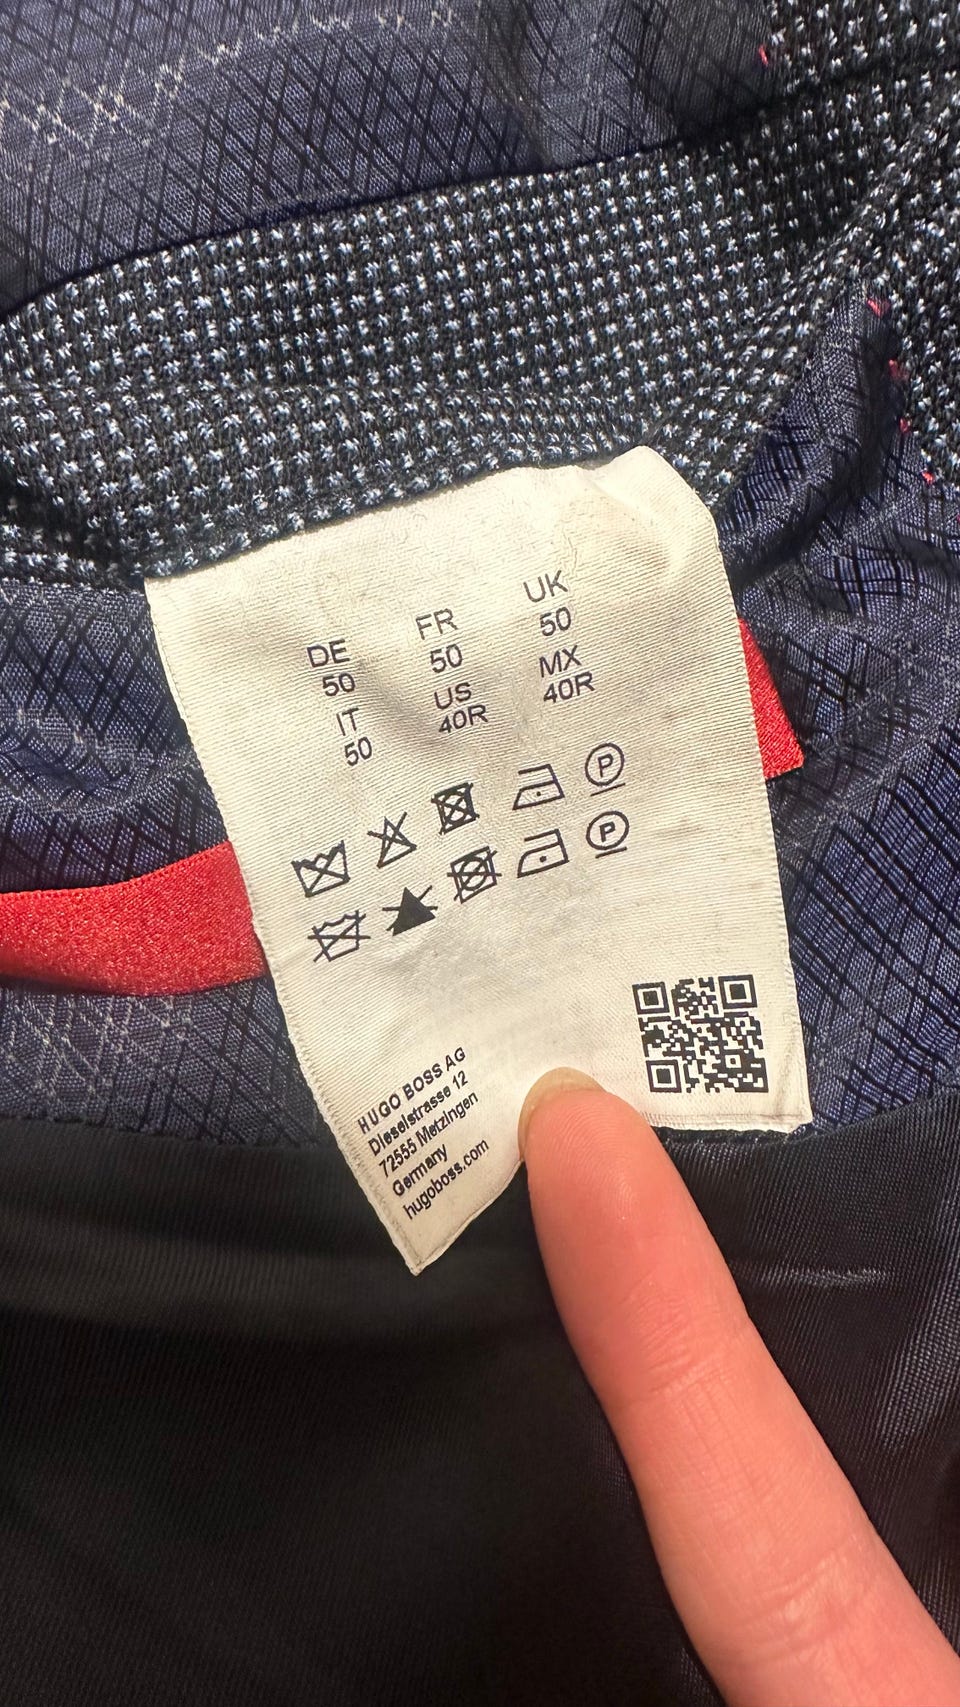 DE FR UK
50 50 50
IT US MX
50 40R 40R
P
P
HUGO BOSS AG
Dieselstrasse 12
72555 Metzingen
Germany
hugoboss.com